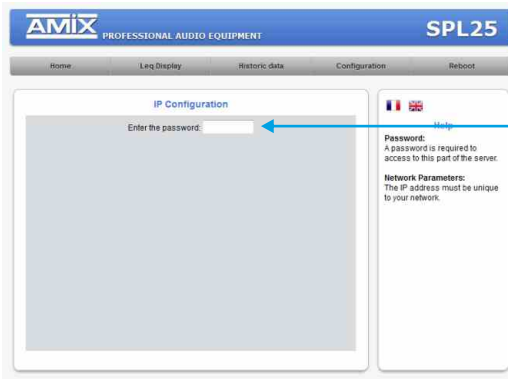 AMIX PROFESSIONAL AUDIO EQUIPMENT SPL25
Home Leq Display Historic data Configuration Reboot
IP Configuration
Enter the password:
Help
Password:
A password is required to
access to this part of the server.
Network Parameters:
The IP address must be unique
to your network.